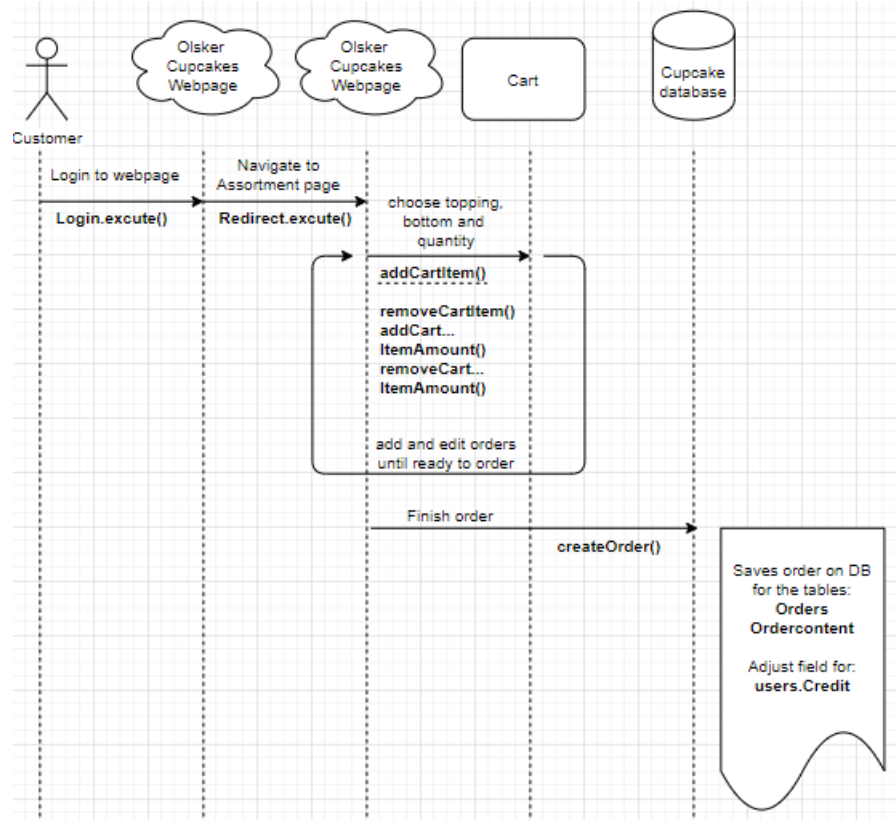 Olsker
Cupcakes
Webpage
Olsker
Cupcakes
Webpage
Cart
Cupcake
database
Customer
Login to webpage
Login.excute()
Navigate to
Assortment page
Redirect.excute()
choose topping,
bottom and
quantity
addCartItem()
removeCartItem()
addCart...
ItemAmount()
removeCart...
ItemAmount()
add and edit orders
until ready to order
Finish order
createOrder()
Saves order on DB
for the tables:
Orders
Ordercontent
Adjust field for:
users.Credit